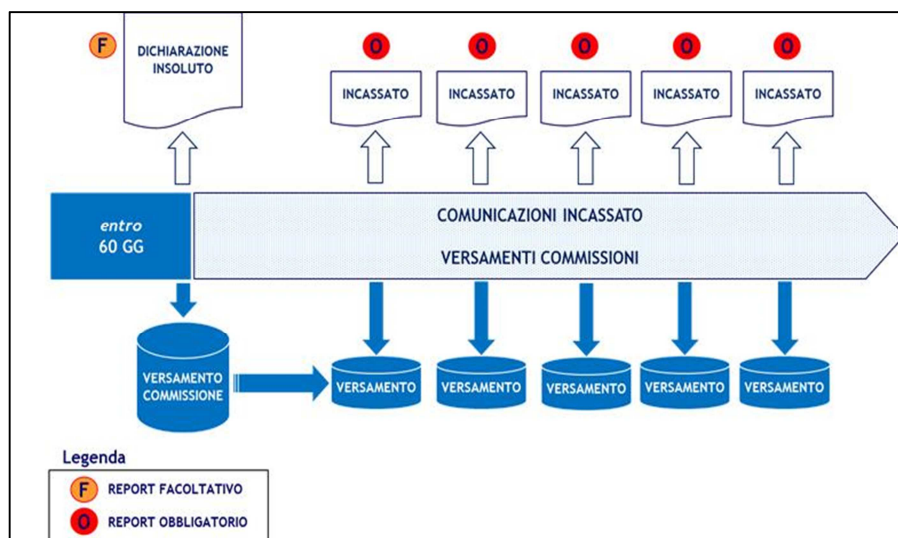 F
DICHIARAZIONE
INSOLUTO
O
O
O
O
O
INCASSATO
INCASSATO
INCASSATO
INCASSATO
INCASSATO
entro
60 GG
COMUNICAZIONI INCASSATO
VERSAMENTI COMMISSIONI
VERSAMENTO
COMMISSIONE
VERSAMENTO
VERSAMENTO
VERSAMENTO
VERSAMENTO
VERSAMENTO
Legenda
F REPORT FACOLTATIVO
O REPORT OBBLIGATORIO